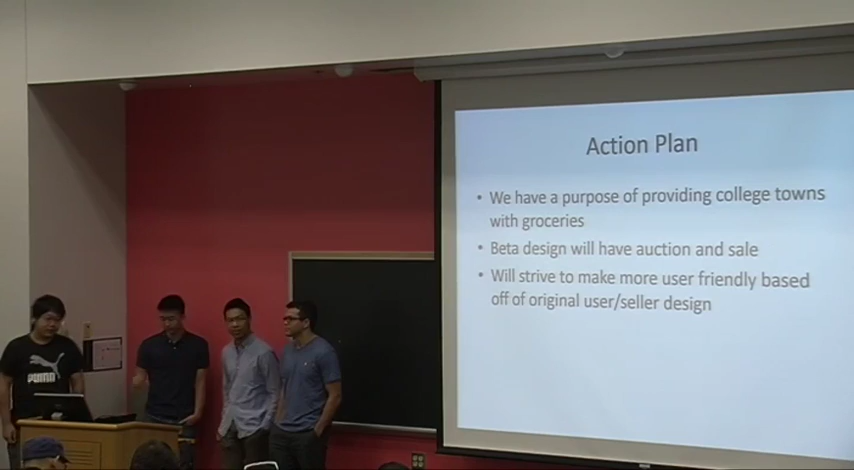 Action Plan
• We have a purpose of providing college towns
with groceries
• Beta design will have auction and sale
• Will strive to make more user friendly based
off of original user/seller design
PUMA